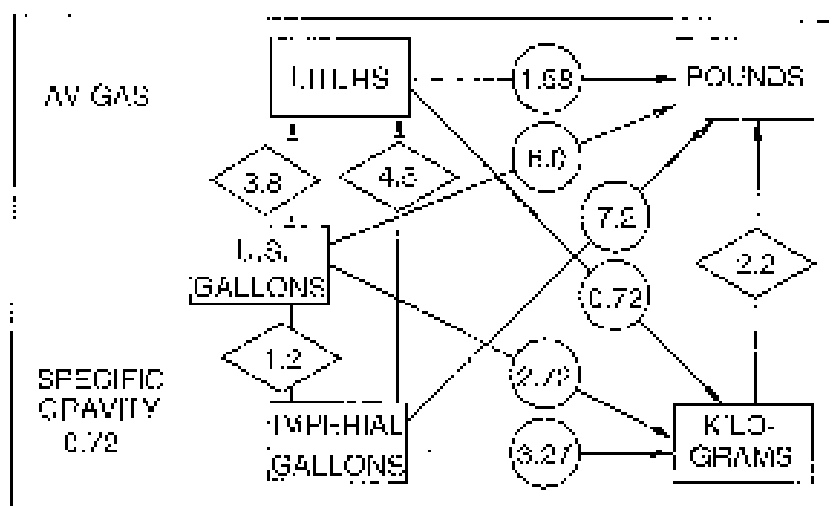 AV GAS
LITERS
1.58
POUNDS
6.0
3.8
4.5
7.2
U.S.
GALLONS
2.2
0.72
1.2
2.72
SPECIFIC
GRAVITY
0.72
IMPERIAL
GALLONS
3.27
KILO-
GRAMS